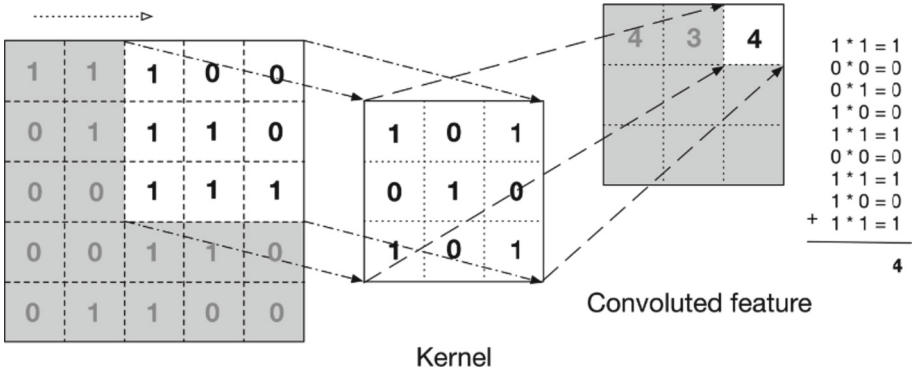 1 1 1 0 0
0 1 1 1 0
0 0 1 1 1
0 0 1 1 0
0 1 1 0 0
1 0 1
0 1 0
1 0 1
Kernel
4 3 4
Convoluted feature
1 * 1 = 1
0 * 0 = 0
0 * 1 = 0
1 * 0 = 0
1 * 1 = 1
0 * 0 = 0
1 * 1 = 1
1 * 0 = 0
+ 1 * 1 = 1
4